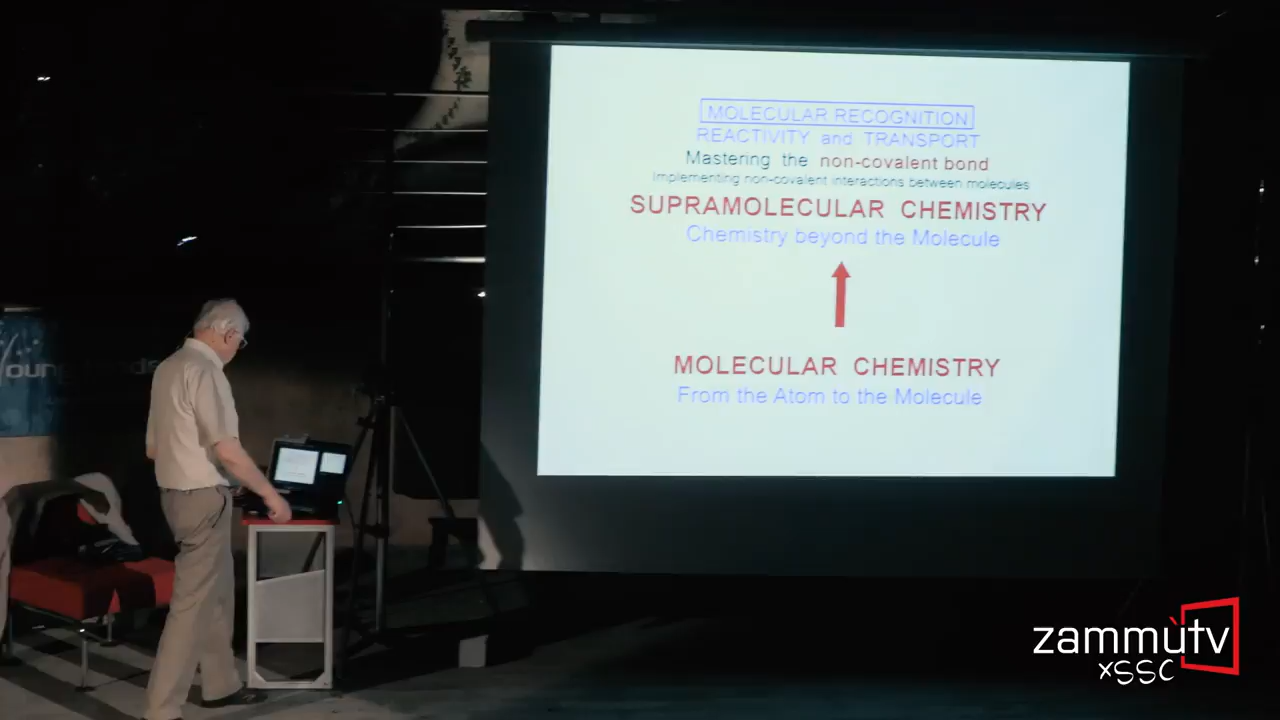 MOLECULAR RECOGNITION
REACTIVITY and TRANSPORT
Mastering the non-covalent bond
Implementing non-covalent interactions between molecules
SUPRAMOLECULAR CHEMISTRY
Chemistry beyond the Molecule
MOLECULAR CHEMISTRY
From the Atom to the Molecule
zammùtv
xSSC